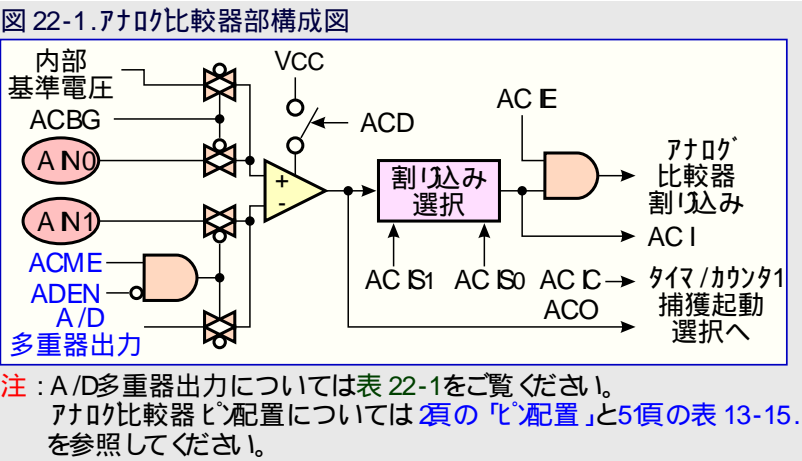 図 22-1.ｱﾅﾛｸﾞ比較器部構成図
内部
基準電圧
ACBG
AIN0
AIN1
ACME
ADEN
A/D
多重器出力
VCC
ACD
+
-
割り込み
選択
ACIS1
ACIS0
ACIE
ｱﾅﾛｸﾞ
比較器
割り込み
ACI
ACIC
ACO
ﾀｲﾏ/ｶｳﾝﾀ1
捕獲起動
選択へ
注 : A/D多重器出力については表 22-1をご覧ください。
ｱﾅﾛｸﾞ比較器ﾋﾟﾝ配置については2頁の「ﾋﾟﾝ配置」と51頁の表 13-15.
を参照してください。